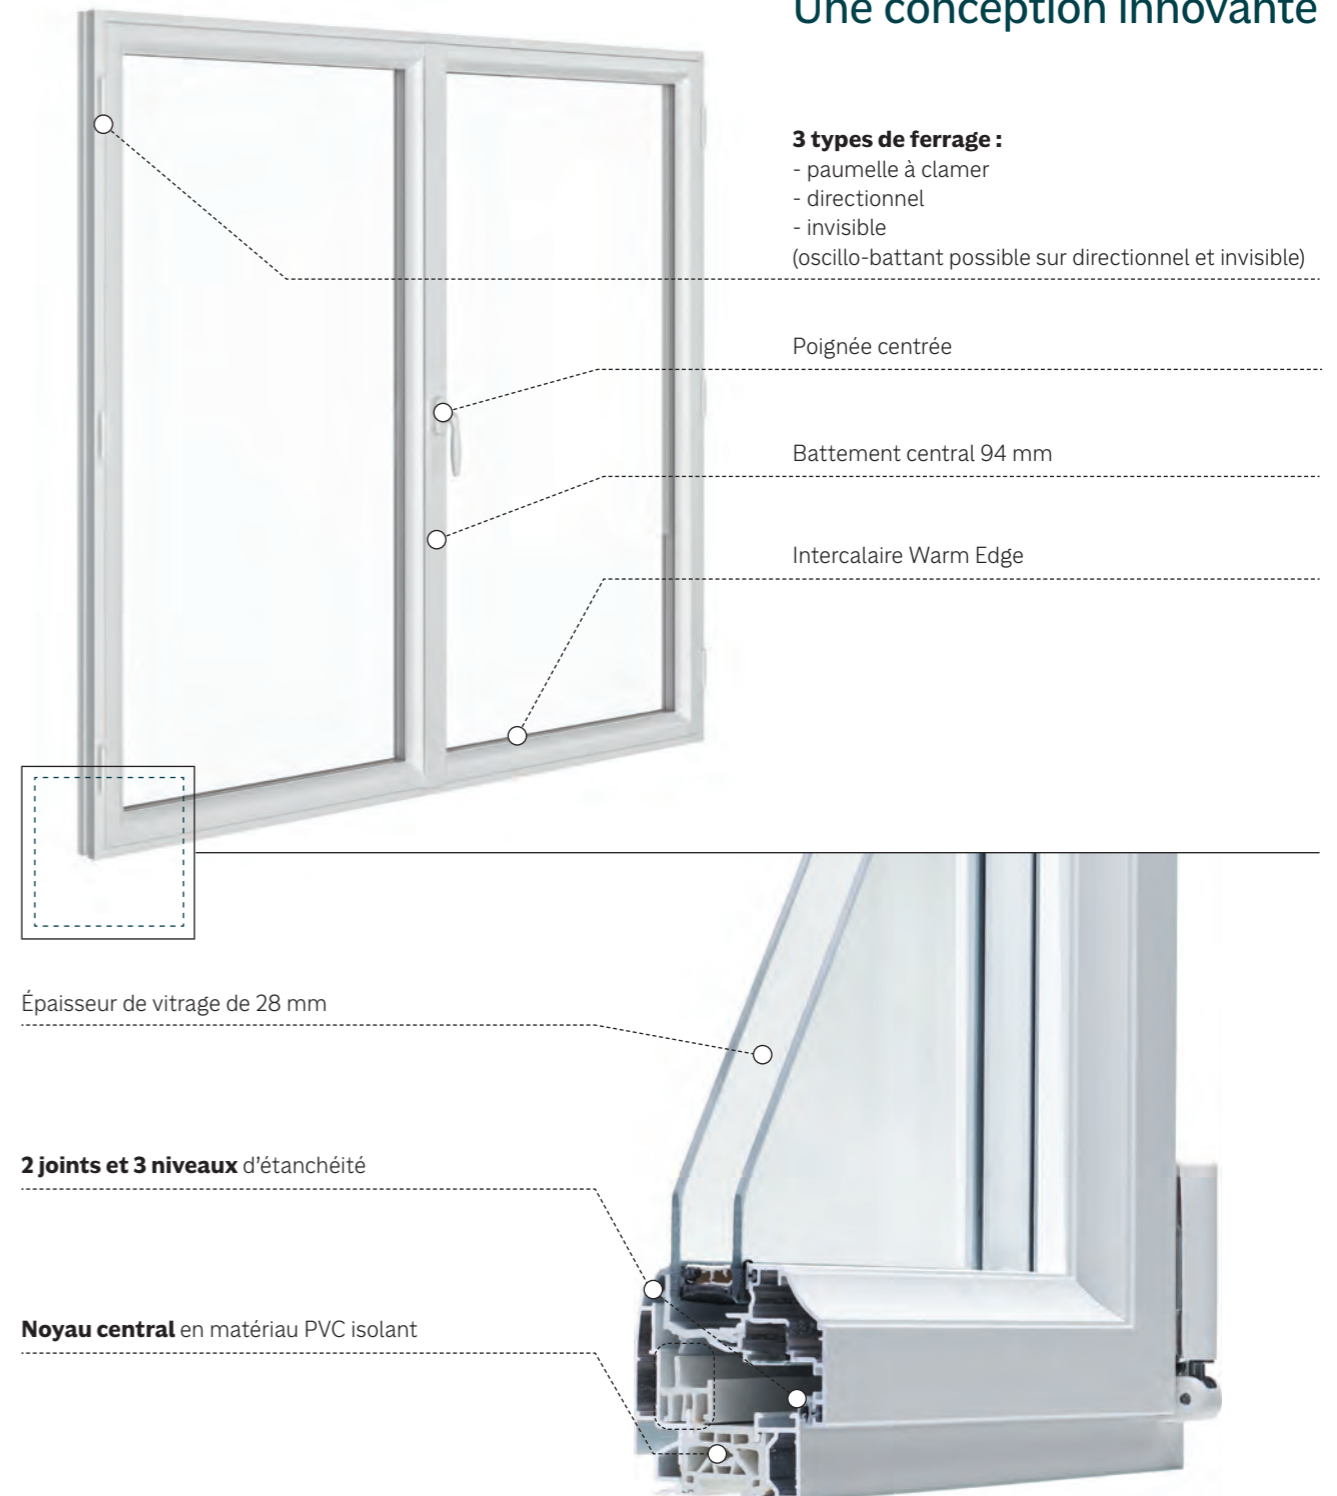 Une conception innovante
3 types de ferrage :
- paumelle à clamer
- directionnel
- invisible
(oscillo-battant possible sur directionnel et invisible)
Poignée centrée
Battement central 94 mm
Intercalaire Warm Edge
Épaisseur de vitrage de 28 mm
2 joints et 3 niveaux d’étanchéité
Noyau central en matériau PVC isolant